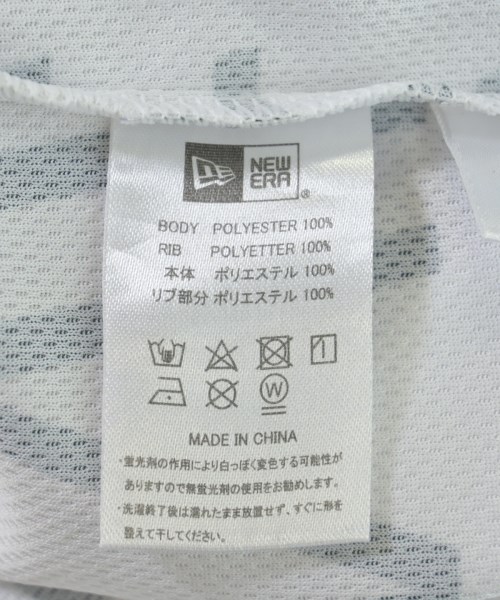 NEW
ERA®
BODY POLYESTER 100%
RIB POLYETTER 100%
本体 ポリエステル 100%
リブ部分 ポリエステル 100%
W
MADE IN CHINA
・蛍光剤の作用により白っぽく変色する可能性が
ありますので無蛍光剤の使用をお勧めします。
・洗濯終了後は濡れたまま放置せず、すぐに形を
整えて干してください。